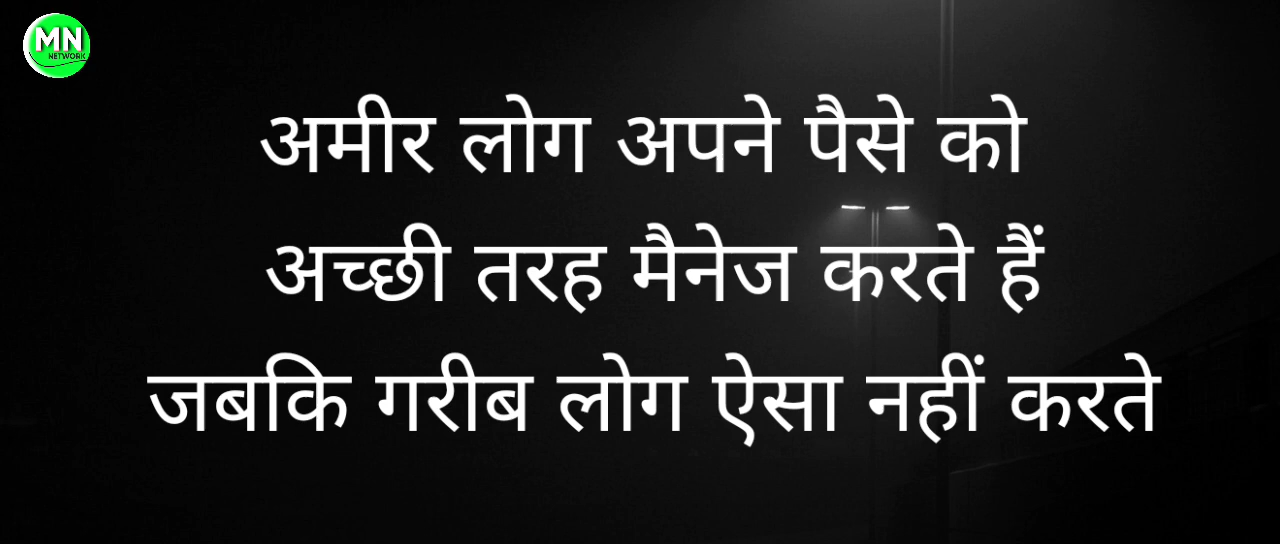 MN
NETWORK
अमीर लोग अपने पैसे को
अच्छी तरह मैनेज करते हैं
जबकि गरीब लोग ऐसा नहीं करते